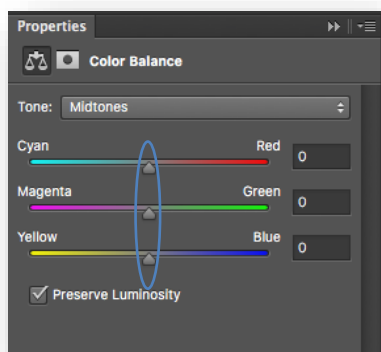 Properties
Color Balance
Tone: Midtones
Cyan Red 0
Magenta Green 0
Yellow Blue 0
Preserve Luminosity